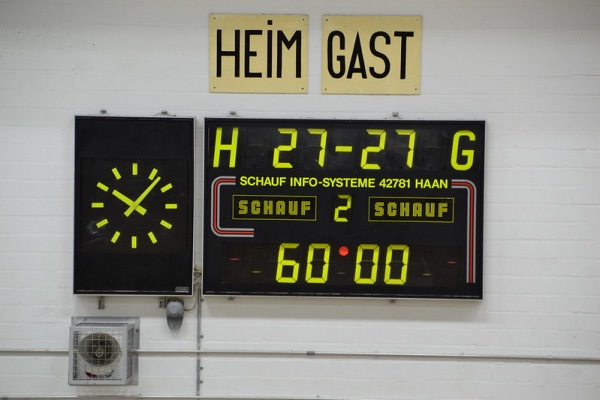 HEIM GAST
H 27-27 G
SCHAUF INFO-SYSTEME 42781 HAAN
SCHAUF 2 SCHAUF
60:00